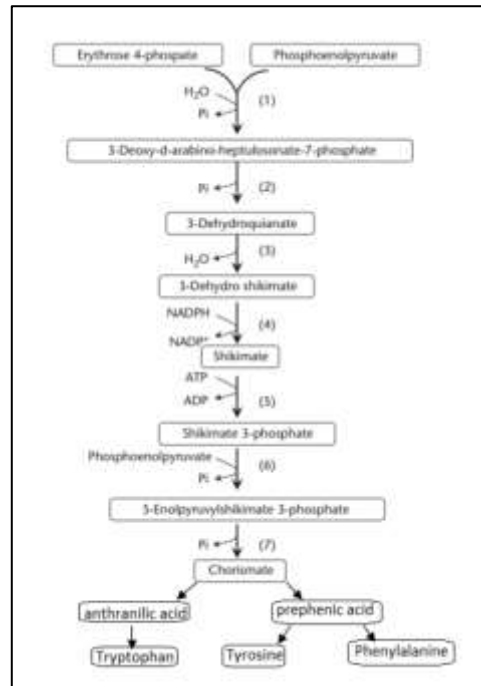 Erythrose 4-phospate Phosphoenolpyruvate
H₂O
(1)
Pi
3-Deoxy-d-arabino-heptulosonate-7-phosphate
(2)
Pi
3-Dehydroquianate
(3)
H₂O
3-Dehydro shikimate
NADPH
(4)
NADP⁺
Shikimate
ATP
(5)
ADP
Shikimate 3-phosphate
Phosphoenolpyruvate
(6)
Pi
5-Enolpyruvylshikimate 3-phosphate
Pi (7)
Chorismate
anthranilic acid prephenic acid
Tryptophan Tyrosine Phenylalanine